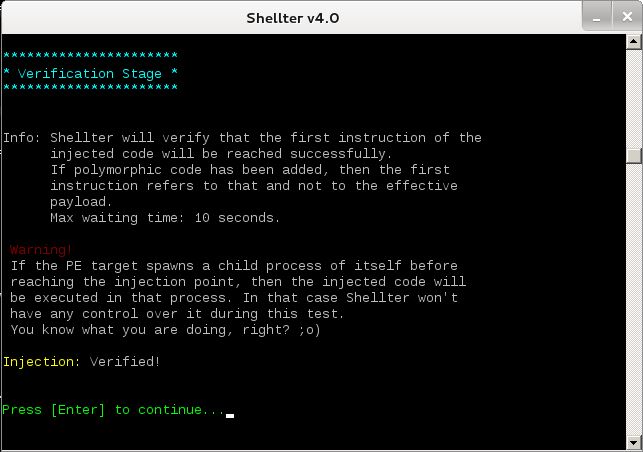 Shellter v4.0
**********************
* Verification Stage *
**********************
Info: Shellter will verify that the first instruction of the
injected code will be reached successfully.
If polymorphic code has been added, then the first
instruction refers to that and not to the effective
payload.
Max waiting time: 10 seconds.
Warning!
If the PE target spawns a child process of itself before
reaching the injection point, then the injected code will
be executed in that process. In that case Shellter won't
have any control over it during this test.
You know what you are doing, right? ;o)
Injection: Verified!
Press [Enter] to continue...